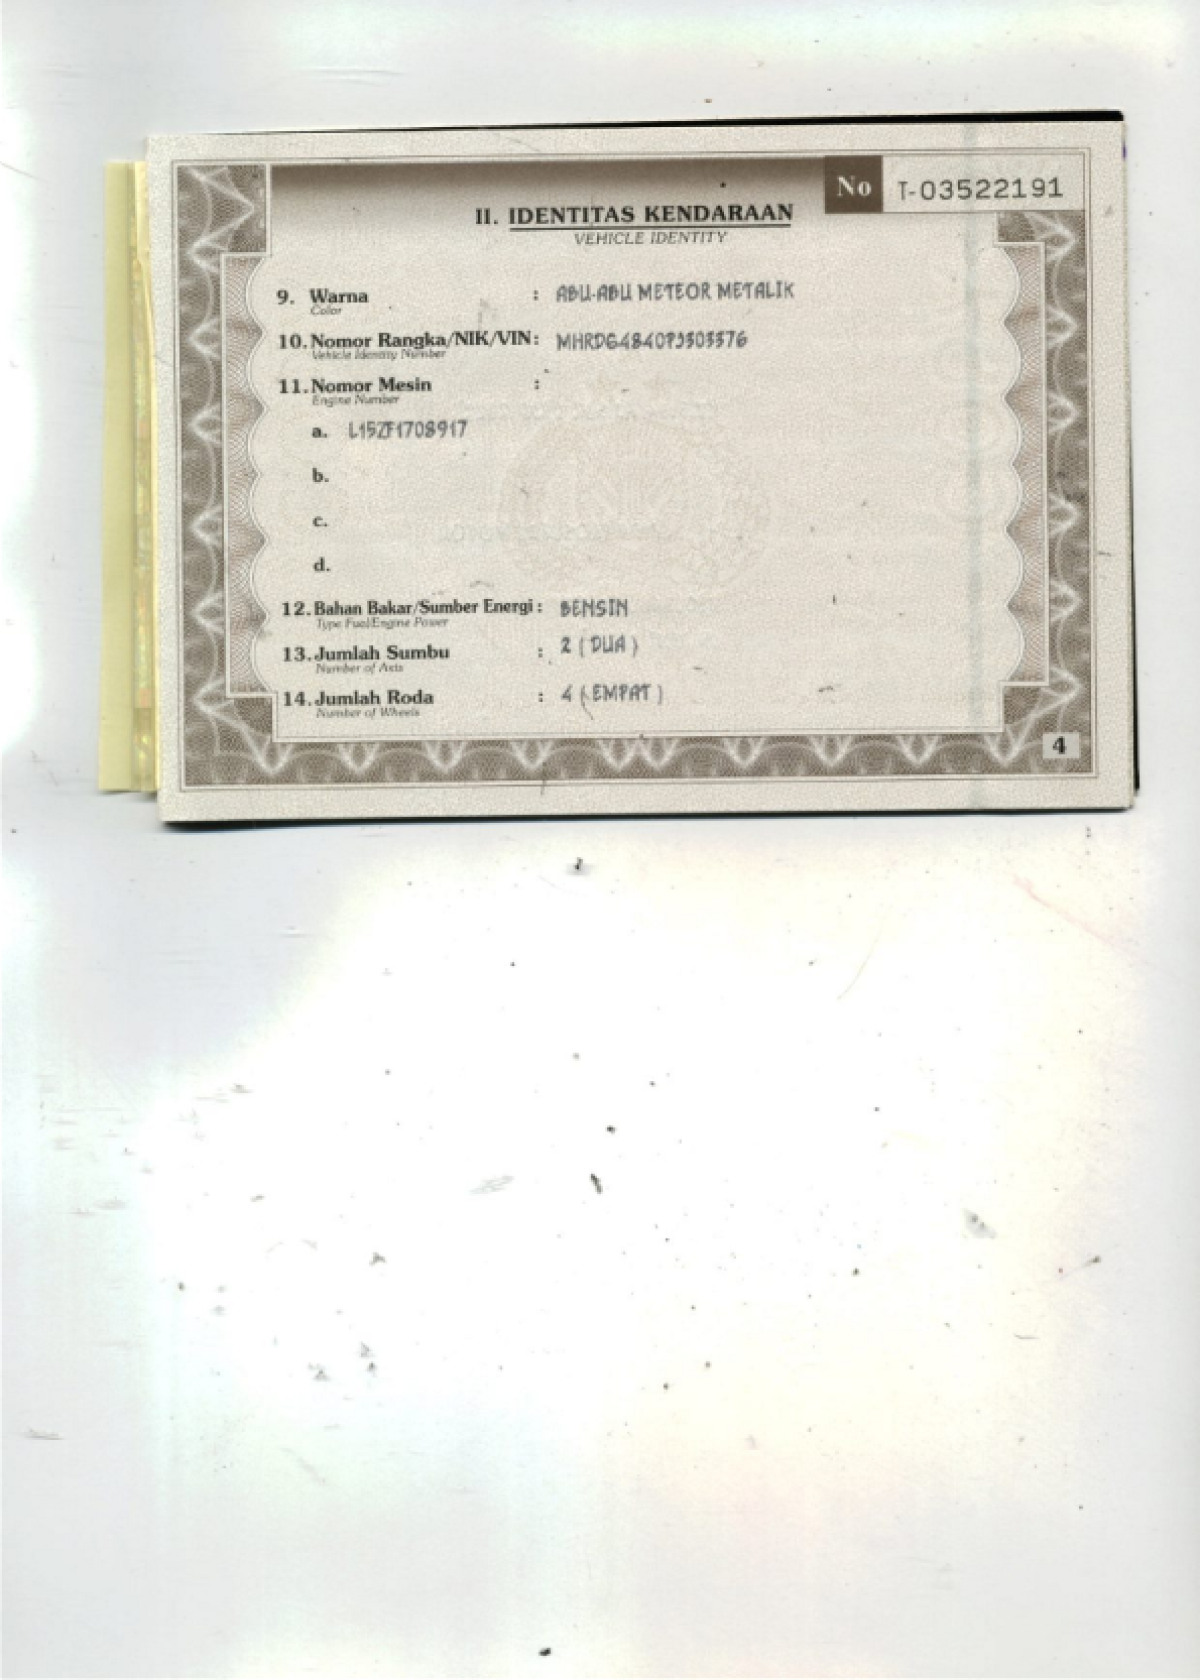 No T-03522191
II. IDENTITAS KENDARAAN
VEHICLE IDENTITY
9. Warna : ABU-ABU METEOR METALIK
Color
10. Nomor Rangka/NIK/VIN : MHRDG4840PJ303376
Vehicle Identity Number
11. Nomor Mesin :
Engine Number
a. L15ZF1708917
b.
c.
d.
12. Bahan Bakar/Sumber Energi : BENSIN
Type Fuel/Engine Power
13. Jumlah Sumbu : 2 ( DUA )
Number of Axis
14. Jumlah Roda : 4 ( EMPAT )
Number of Wheels
4